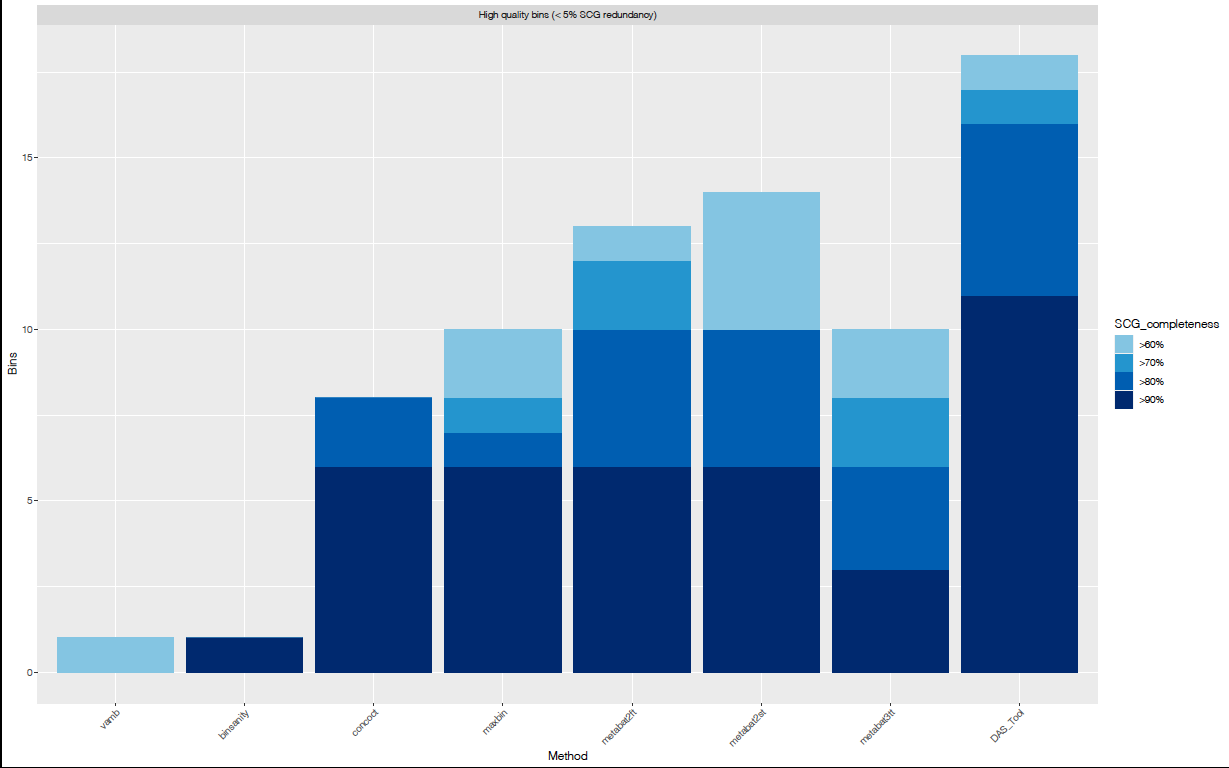 High quality bins (< 5% SCG redundancy)
15
10
5
0
Bins
vamb
binsanity
concoct
maxbin
metabat2ft
metabat2st
metabat3tt
DAS_Tool
Method
SCG_completeness
>60%
>70%
>80%
>90%